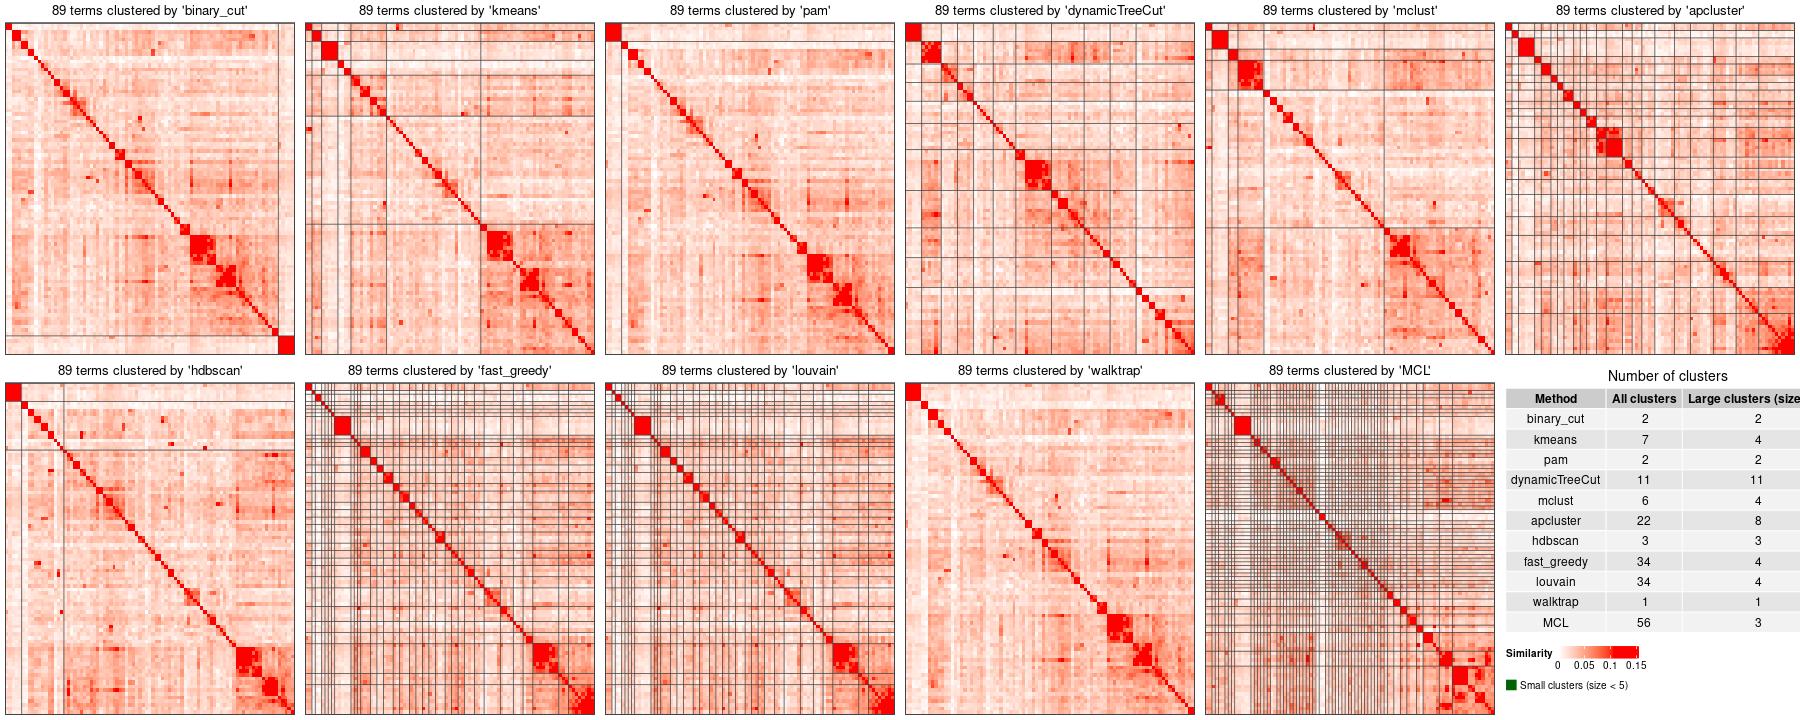 89 terms clustered by 'binary_cut'
89 terms clustered by 'kmeans'
89 terms clustered by 'pam'
89 terms clustered by 'dynamicTreeCut'
89 terms clustered by 'mclust'
89 terms clustered by 'apcluster'
89 terms clustered by 'hdbscan'
89 terms clustered by 'fast_greedy'
89 terms clustered by 'louvain'
89 terms clustered by 'walktrap'
89 terms clustered by 'MCL'
Number of clusters
Method All clusters Large clusters (size
binary_cut 2 2
kmeans 7 4
pam 2 2
dynamicTreeCut 11 11
mclust 6 4
apcluster 22 8
hdbscan 3 3
fast_greedy 34 4
louvain 34 4
walktrap 1 1
MCL 56 3
Similarity
0 0.05 0.1 0.15
Small clusters (size < 5)